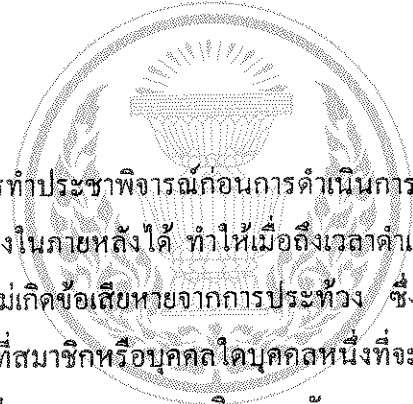 รทำประชาพิจารณ์ก่อนการดำเนินการ
งในภายหลังได้ ทำให้เมื่อถึงเวลาดำเ
ม่เกิดข้อเสียหายจากการประท้วง ซึ่ง
ที่สมาชิกหรือบุคคลใดบุคคลหนึ่งที่จะ